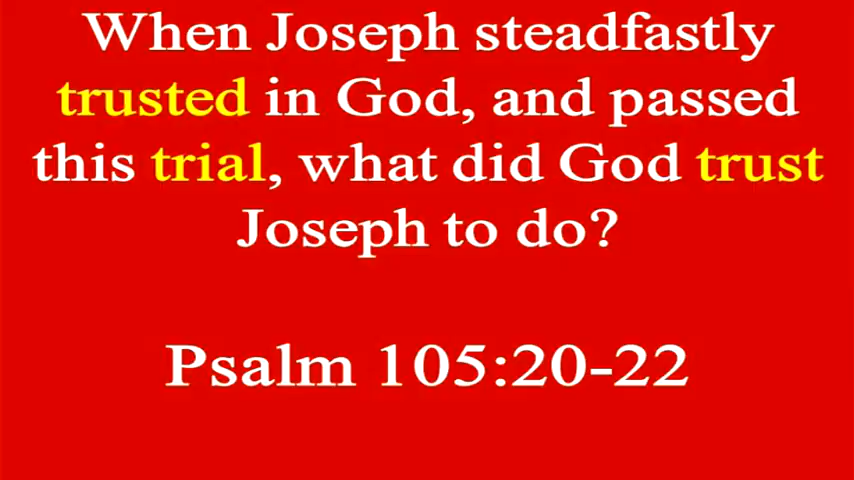 When Joseph steadfastly
trusted in God, and passed
this trial, what did God trust
Joseph to do?
Psalm 105:20-22